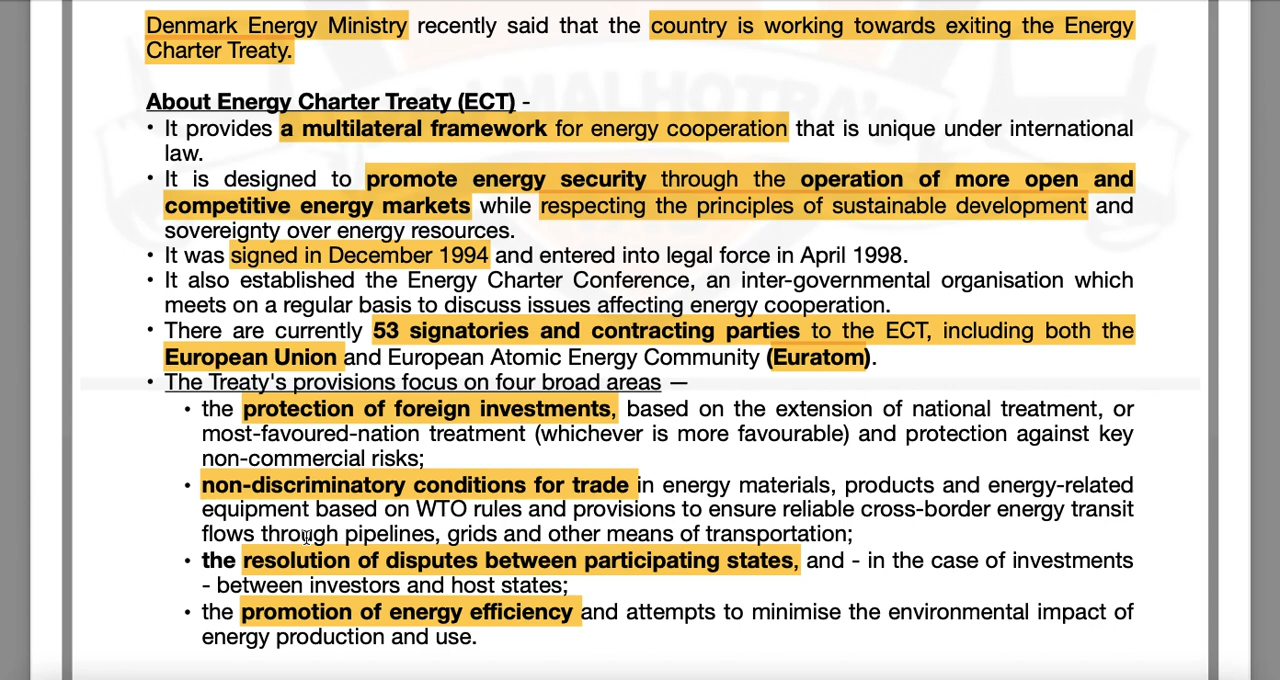 Denmark Energy Ministry recently said that the country is working towards exiting the Energy
Charter Treaty.
About Energy Charter Treaty (ECT) -
• It provides a multilateral framework for energy cooperation that is unique under international
law.
• It is designed to promote energy security through the operation of more open and
competitive energy markets while respecting the principles of sustainable development and
sovereignty over energy resources.
• It was signed in December 1994 and entered into legal force in April 1998.
• It also established the Energy Charter Conference, an inter-governmental organisation which
meets on a regular basis to discuss issues affecting energy cooperation.
• There are currently 53 signatories and contracting parties to the ECT, including both the
European Union and European Atomic Energy Community (Euratom).
• The Treaty's provisions focus on four broad areas —
• the protection of foreign investments, based on the extension of national treatment, or
most-favoured-nation treatment (whichever is more favourable) and protection against key
non-commercial risks;
• non-discriminatory conditions for trade in energy materials, products and energy-related
equipment based on WTO rules and provisions to ensure reliable cross-border energy transit
flows through pipelines, grids and other means of transportation;
• the resolution of disputes between participating states, and - in the case of investments
- between investors and host states;
• the promotion of energy efficiency and attempts to minimise the environmental impact of
energy production and use.